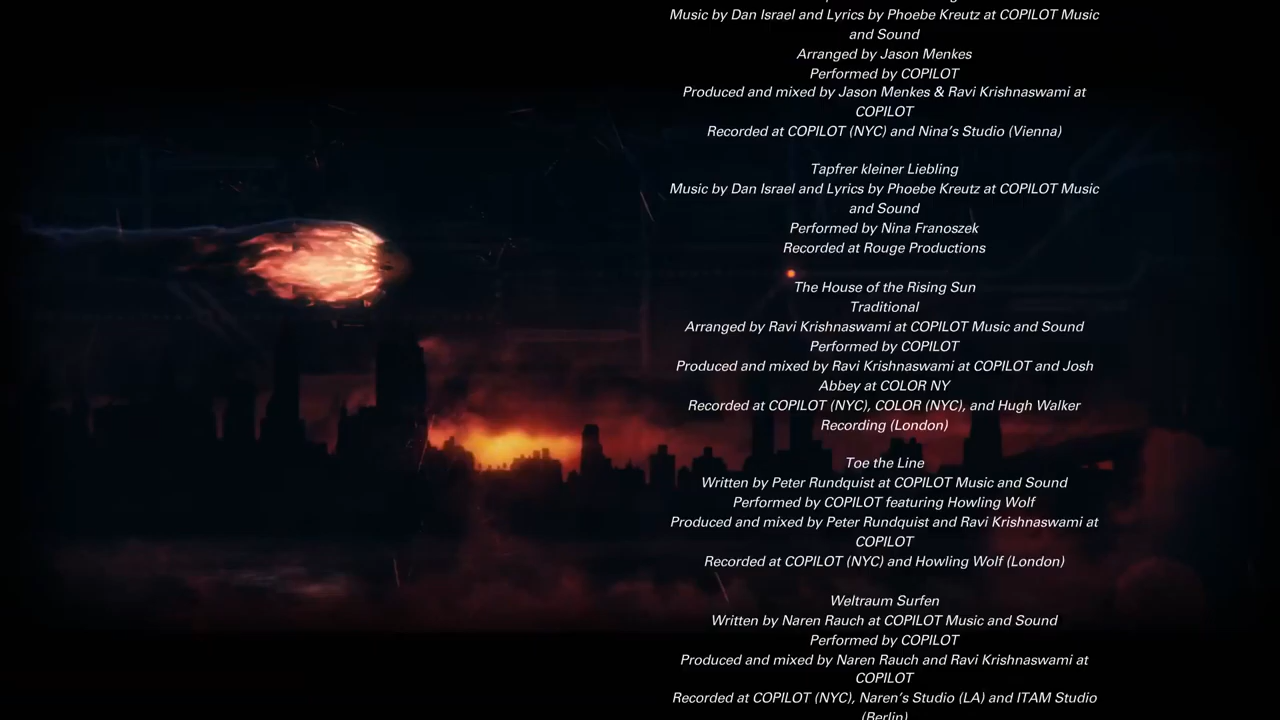 Music by Dan Israel and Lyrics by Phoebe Kreutz at COPILOT Music
and Sound
Arranged by Jason Menkes
Performed by COPILOT
Produced and mixed by Jason Menkes & Ravi Krishnaswami at
COPILOT
Recorded at COPILOT (NYC) and Nina's Studio (Vienna)
Tapfrer kleiner Liebling
Music by Dan Israel and Lyrics by Phoebe Kreutz at COPILOT Music
and Sound
Performed by Nina Franoszek
Recorded at Rouge Productions
The House of the Rising Sun
Traditional
Arranged by Ravi Krishnaswami at COPILOT Music and Sound
Performed by COPILOT
Produced and mixed by Ravi Krishnaswami at COPILOT and Josh
Abbey at COLOR NY
Recorded at COPILOT (NYC), COLOR (NYC), and Hugh Walker
Recording (London)
Toe the Line
Written by Peter Rundquist at COPILOT Music and Sound
Performed by COPILOT featuring Howling Wolf
Produced and mixed by Peter Rundquist and Ravi Krishnaswami at
COPILOT
Recorded at COPILOT (NYC) and Howling Wolf (London)
Weltraum Surfen
Written by Naren Rauch at COPILOT Music and Sound
Performed by COPILOT
Produced and mixed by Naren Rauch and Ravi Krishnaswami at
COPILOT
Recorded at COPILOT (NYC), Naren's Studio (LA) and ITAM Studio
(Berlin)